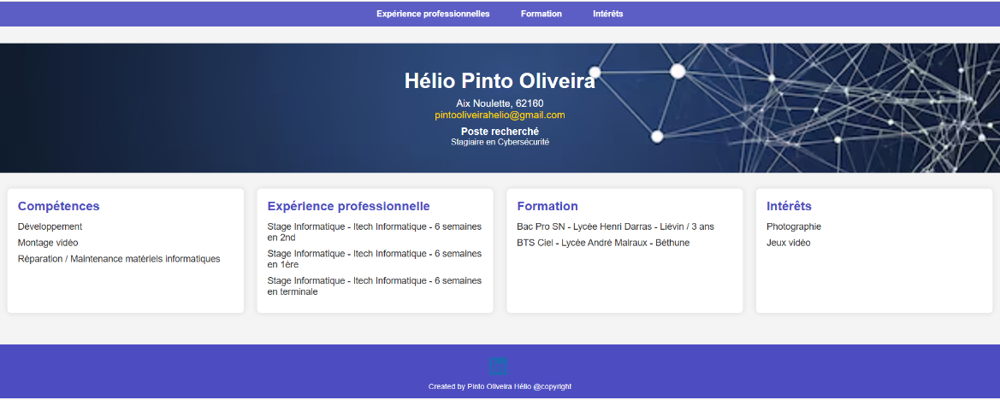 Expérience professionnelles Formation Intérêts
Hélio Pinto Oliveira
Aix Noulette, 62160
pintooliveirahelio@gmail.com
Poste recherché
Stagiaire en Cybersécurité
Compétences
Développement
Montage vidéo
Réparation / Maintenance matériels informatiques
Expérience professionnelle
Stage Informatique - Itech Informatique - 6 semaines
en 2nd
Stage Informatique - Itech Informatique - 6 semaines
en 1ère
Stage Informatique - Itech Informatique - 6 semaines
en terminale
Formation
Bac Pro SN - Lycée Henri Darras - Liévin / 3 ans
BTS Ciel - Lycée André Malraux - Béthune
Intérêts
Photographie
Jeux vidéo
Created by Pinto Oliveira Hélio @copyright